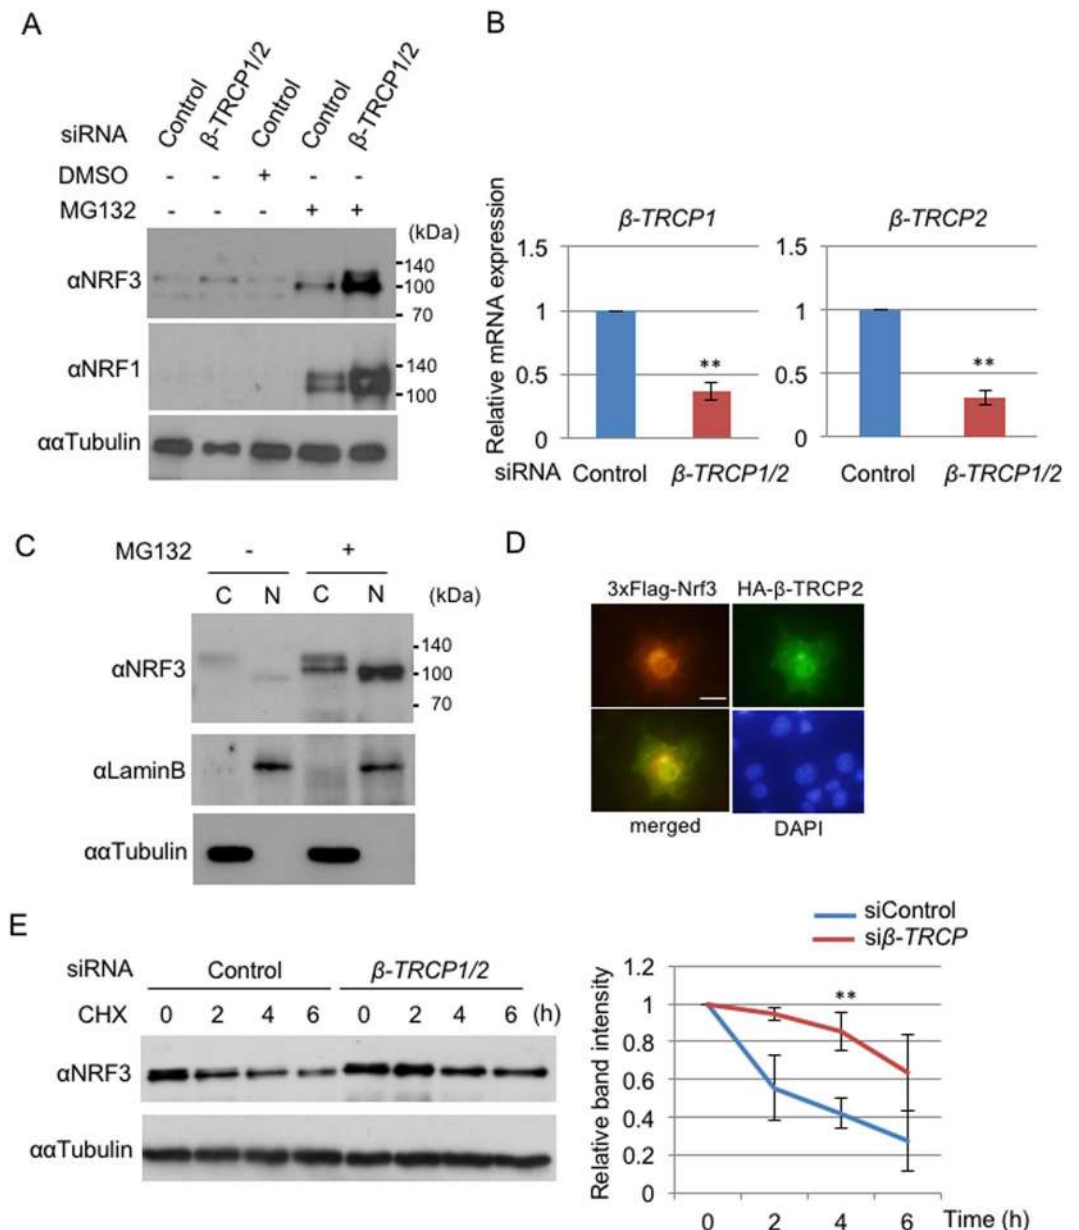 A
siRNA Control β-TRCP1/2 Control Control β-TRCP1/2
DMSO - - + - -
MG132 - - - + +
(kDa)
αNRF3
140
100
70
αNRF1
140
100
ααTubulin
B
Relative mRNA expression
β-TRCP1
1.5
1
0.5
0
**
siRNA Control β-TRCP1/2
β-TRCP2
1.5
1
0.5
0
**
Control β-TRCP1/2
C
MG132 - +
C N C N (kDa)
αNRF3
140
100
70
αLaminB
ααTubulin
D
3xFlag-Nrf3 HA-β-TRCP2
merged DAPI
E
siRNA Control β-TRCP1/2
CHX 0 2 4 6 0 2 4 6 (h)
αNRF3
ααTubulin
siControl
siβ-TRCP
Relative band intensity
1.2
1
0.8
0.6
0.4
0.2
0
**
0 2 4 6 Time (h)